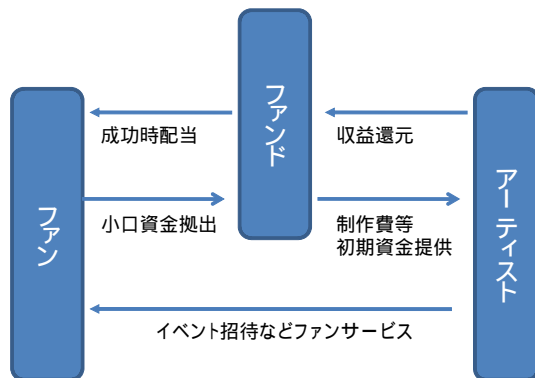 ファンド
成功時配当
収益還元
ファン
小口資金拠出
制作費等
初期資金提供
アーティスト
イベント招待などファンサービス